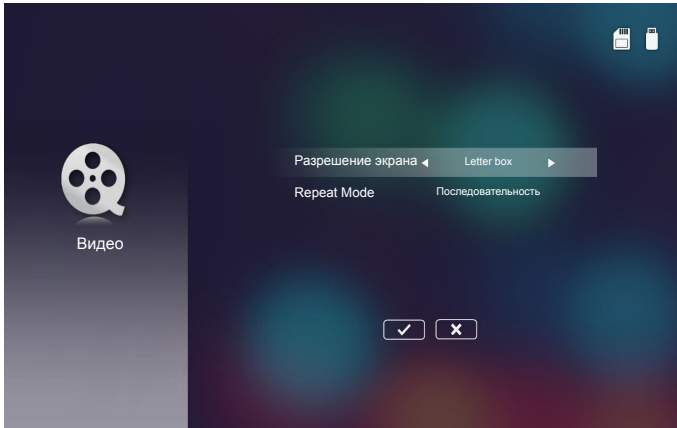 Разрешение экрана Letter box
Repeat Mode Последовательность
Видео